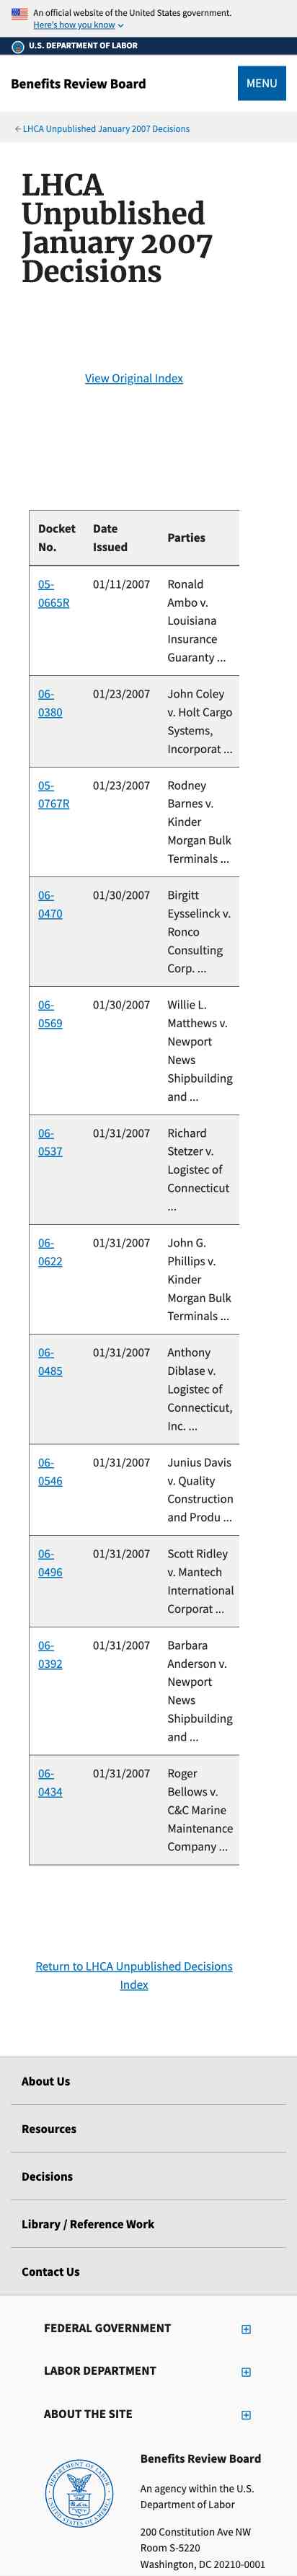 An official website of the United States government.
Here's how you know
U.S. DEPARTMENT OF LABOR
Benefits Review Board
MENU
← LHCA Unpublished January 2007 Decisions
LHCA
Unpublished
January 2007
Decisions
View Original Index
Docket No. Date Issued Parties
05-0665R 01/11/2007 Ronald Ambo v. Louisiana Insurance Guaranty ...
06-0380 01/23/2007 John Coley v. Holt Cargo Systems, Incorporat ...
05-0767R 01/23/2007 Rodney Barnes v. Kinder Morgan Bulk Terminals ...
06-0470 01/30/2007 Birgitt Eysselinck v. Ronco Consulting Corp. ...
06-0569 01/30/2007 Willie L. Matthews v. Newport News Shipbuilding and ...
06-0537 01/31/2007 Richard Stetzer v. Logistec of Connecticut ...
06-0622 01/31/2007 John G. Phillips v. Kinder Morgan Bulk Terminals ...
06-0485 01/31/2007 Anthony Diblase v. Logistec of Connecticut, Inc. ...
06-0546 01/31/2007 Junius Davis v. Quality Construction and Produ ...
06-0496 01/31/2007 Scott Ridley v. Mantech International Corporat ...
06-0392 01/31/2007 Barbara Anderson v. Newport News Shipbuilding and ...
06-0434 01/31/2007 Roger Bellows v. C&C Marine Maintenance Company ...
Return to LHCA Unpublished Decisions
Index
About Us
Resources
Decisions
Library / Reference Work
Contact Us
FEDERAL GOVERNMENT
LABOR DEPARTMENT
ABOUT THE SITE
DEPARTMENT OF LABOR
UNITED STATES OF AMERICA
Benefits Review Board
An agency within the U.S.
Department of Labor
200 Constitution Ave NW
Room S-5220
Washington, DC 20210-0001